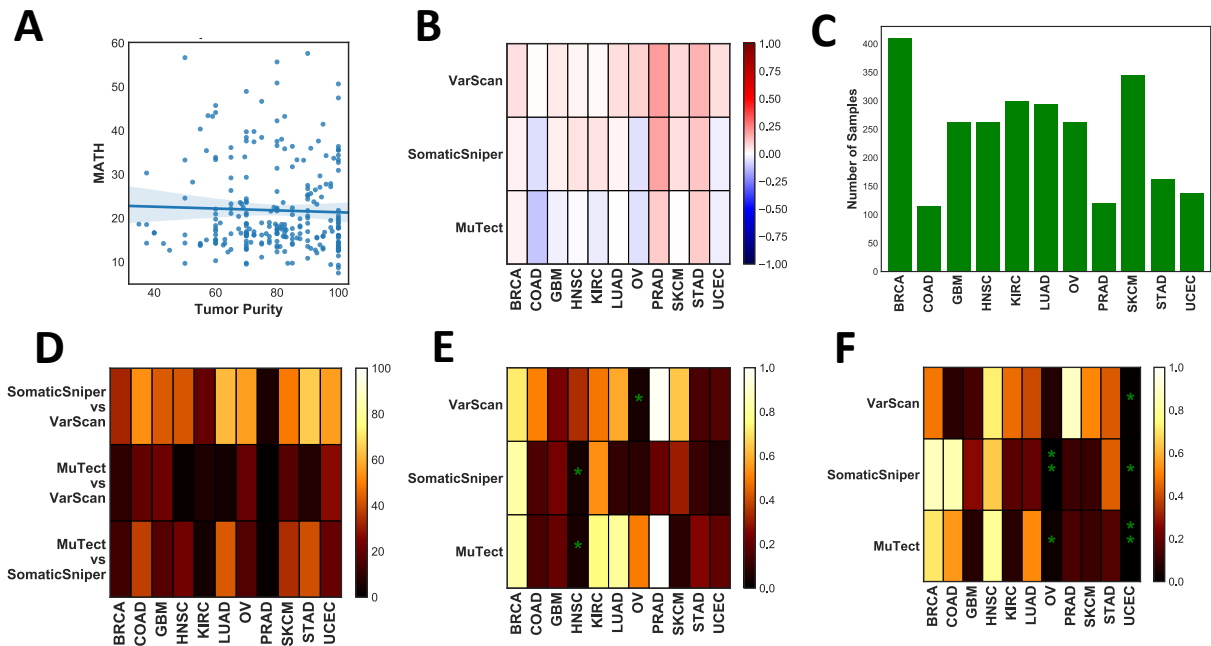 A
60
50
40
30
20
10
MATH
40
60
80
100
Tumor Purity
B
VarScan
SomaticSniper
MuTect
BRCA
COAD
GBM
HNSC
KIRC
LUAD
OV
PRAD
SKCM
STAD
UCEC
1.00
0.75
0.50
0.25
0.00
−0.25
−0.50
−0.75
−1.00
C
Number of Samples
400
350
300
250
200
150
100
50
0
BRCA
COAD
GBM
HNSC
KIRC
LUAD
OV
PRAD
SKCM
STAD
UCEC
D
SomaticSniper
vs
VarScan
MuTect
vs
VarScan
MuTect
vs
SomaticSniper
BRCA
COAD
GBM
HNSC
KIRC
LUAD
OV
PRAD
SKCM
STAD
UCEC
100
80
60
40
20
0
E
VarScan
SomaticSniper
MuTect
*
*
*
BRCA
COAD
GBM
HNSC
KIRC
LUAD
OV
PRAD
SKCM
STAD
UCEC
1.0
0.8
0.6
0.4
0.2
0.0
F
VarScan
SomaticSniper
MuTect
*
*
*
*
*
*
*
BRCA
COAD
GBM
HNSC
KIRC
LUAD
OV
PRAD
SKCM
STAD
UCEC
1.0
0.8
0.6
0.4
0.2
0.0